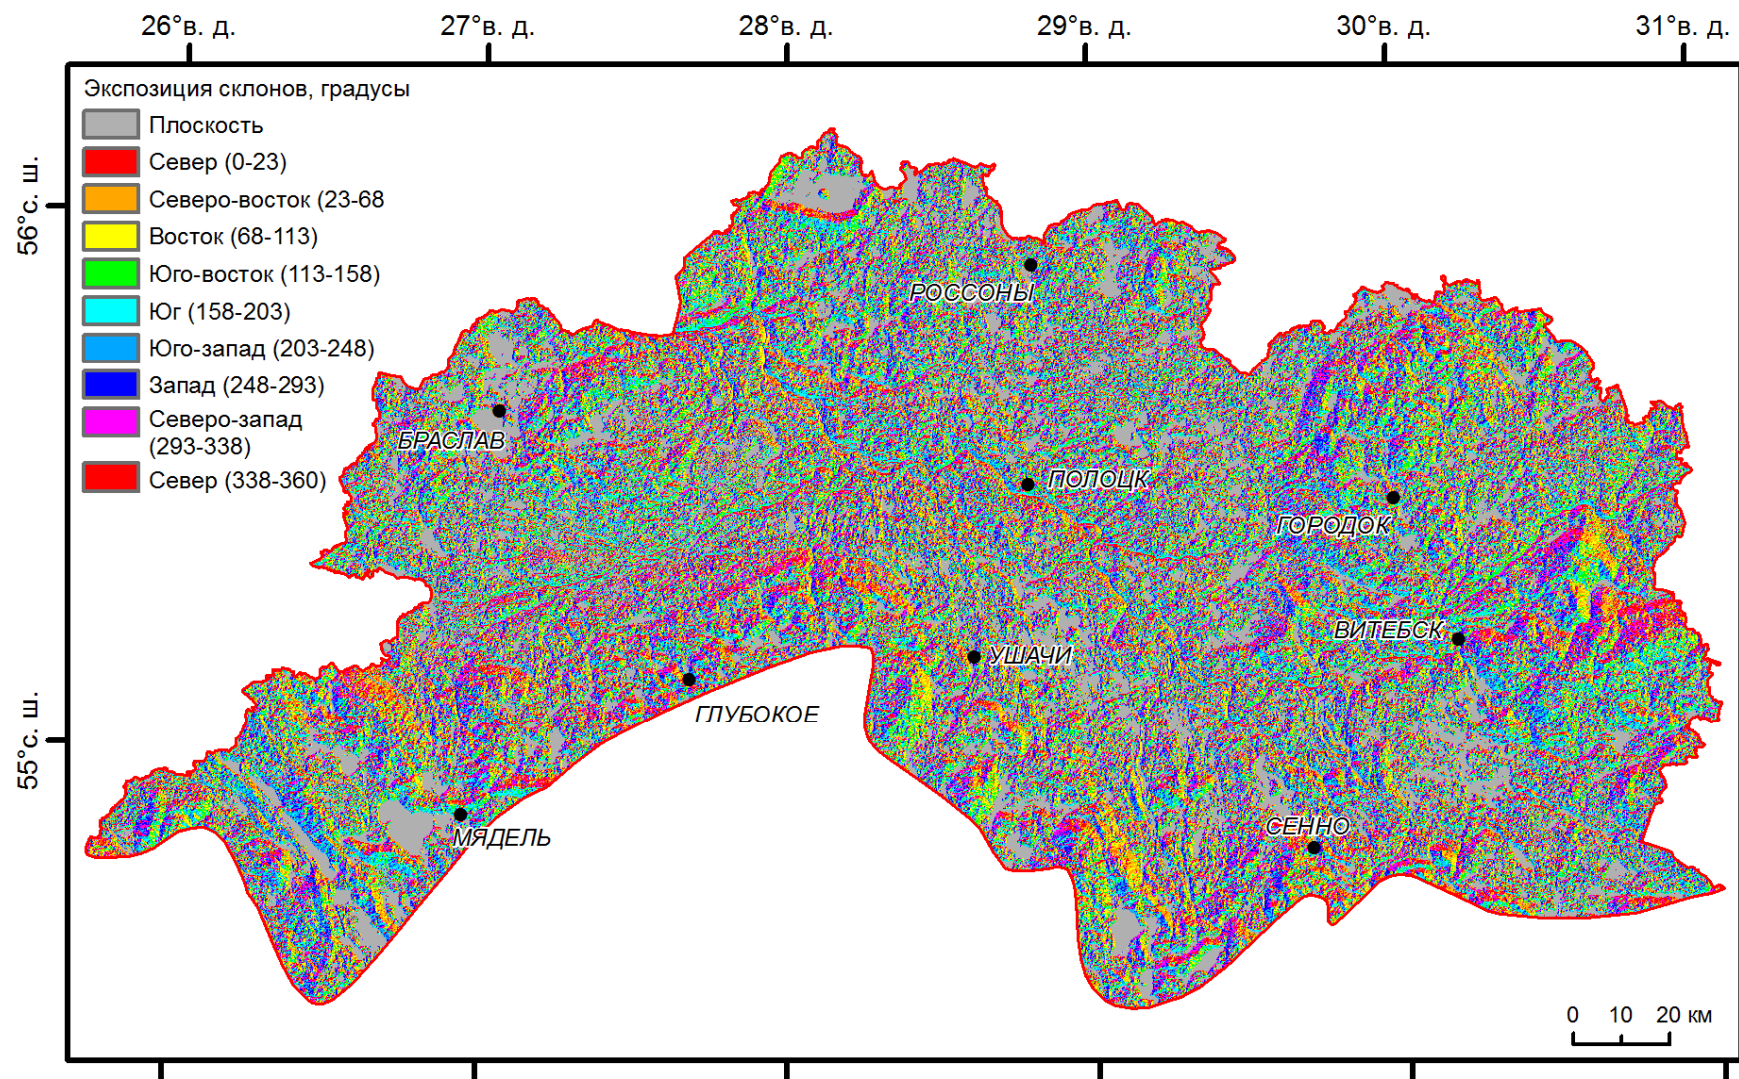 26°в. д. 27°в. д. 28°в. д. 29°в. д. 30°в. д. 31°в. д.
Экспозиция склонов, градусы
Плоскость
Север (0-23)
Северо-восток (23-68
Восток (68-113)
Юго-восток (113-158)
Юг (158-203)
Юго-запад (203-248)
Запад (248-293)
Северо-запад
(293-338)
Север (338-360)
56°с. ш.
55°с. ш.
РОССОНЫ
БРАСЛАВ
ПОЛОЦК
ГОРОДОК
ВИТЕБСК
УШАЧИ
ГЛУБОКОЕ
МЯДЕЛЬ
СЕННО
0 10 20 км